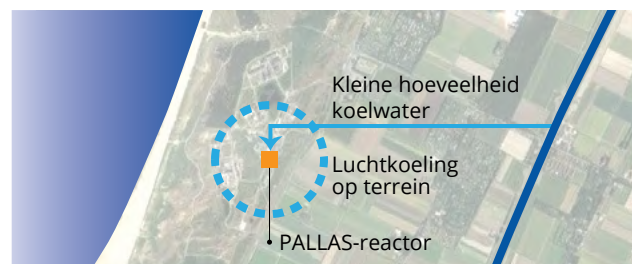 Kleine hoeveelheid
koelwater
Luchtkoeling
op terrein
PALLAS-reactor